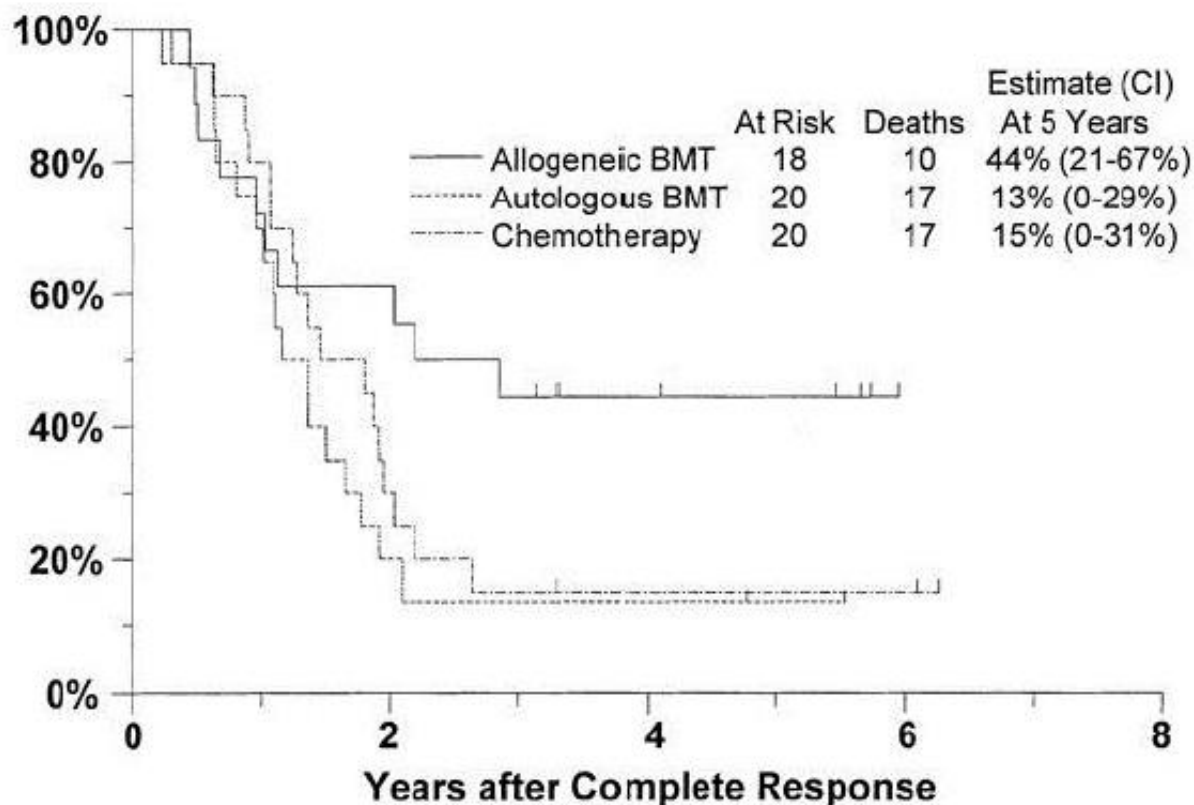 100%
80%
60%
40%
20%
0%
Estimate (CI)
At Risk Deaths At 5 Years
Allogeneic BMT 18 10 44% (21-67%)
Autologous BMT 20 17 13% (0-29%)
Chemotherapy 20 17 15% (0-31%)
0 2 4 6 8
Years after Complete Response